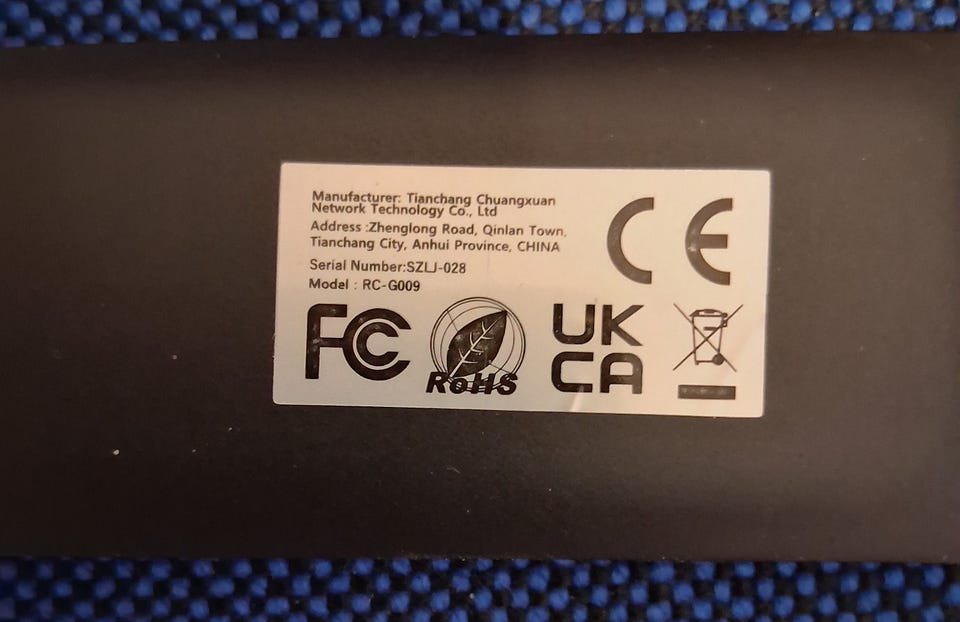 Manufacturer: Tianchang Chuangxuan
Network Technology Co., Ltd
Address :Zhenglong Road, Qinlan Town,
Tianchang City, Anhui Province, CHINA
Serial Number:SZLJ-028
Model : RC-G009
CE
FC
RoHS
UK
CA